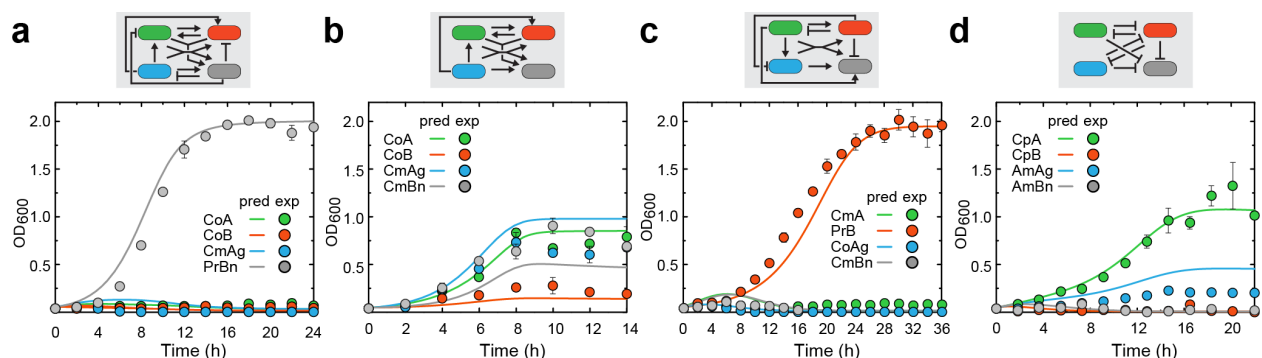 a
OD600
2.0
1.5
1.0
0.5
pred exp
CoA
CoB
CmAg
PrBn
0 4 8 12 16 20 24
Time (h)
b
OD600
2.0
1.5
1.0
0.5
pred exp
CoA
CoB
CmAg
CmBn
0 2 4 6 8 10 12 14
Time (h)
c
OD600
2.0
1.5
1.0
0.5
pred exp
CmA
PrB
CoAg
CmBn
0 4 8 12 16 20 24 28 32 36
Time (h)
d
OD600
2.0
1.5
1.0
0.5
pred exp
CpA
CpB
AmAg
AmBn
0 4 8 12 16 20
Time (h)